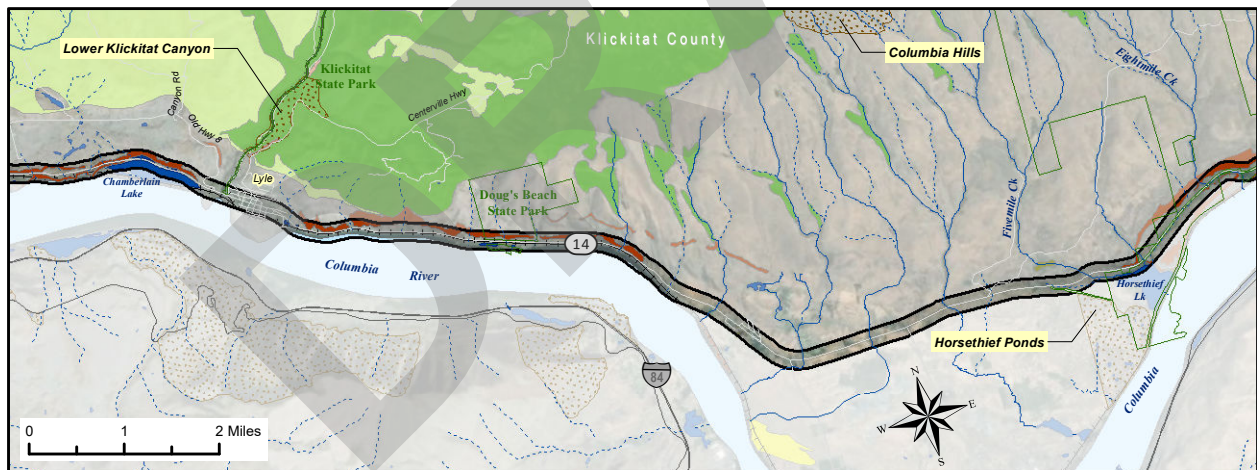 Klickitat County
Lower Klickitat Canyon
Columbia Hills
Eightmile Ck
Klickitat
State Park
Canyon Rd
Centerville Hwy
Old Hwy 8
Lyle
Chamberlain
Lake
Doug's Beach
State Park
Fivemile Ck
14
Columbia River
Horsethief
Lk
Horsethief Ponds
84
Columbia
N
E
W
S
0 1 2 Miles